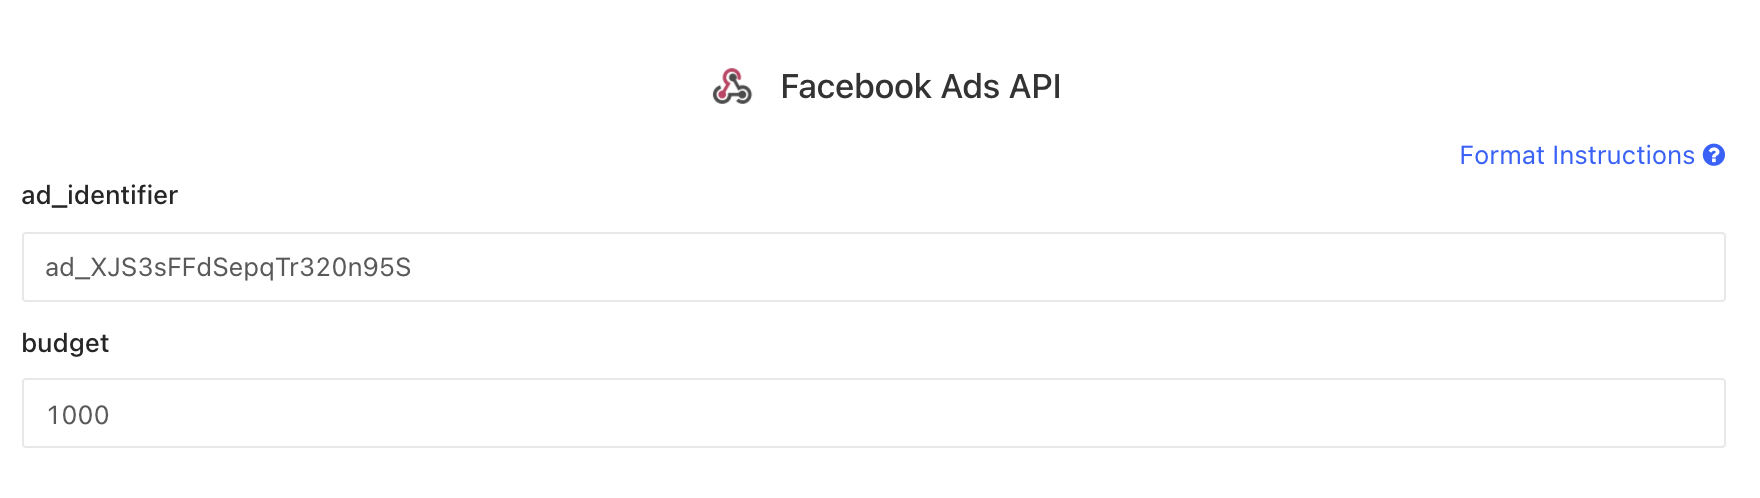 Facebook Ads API
Format Instructions
ad_identifier
ad_XJS3sFFdSepqTr320n95S
budget
1000